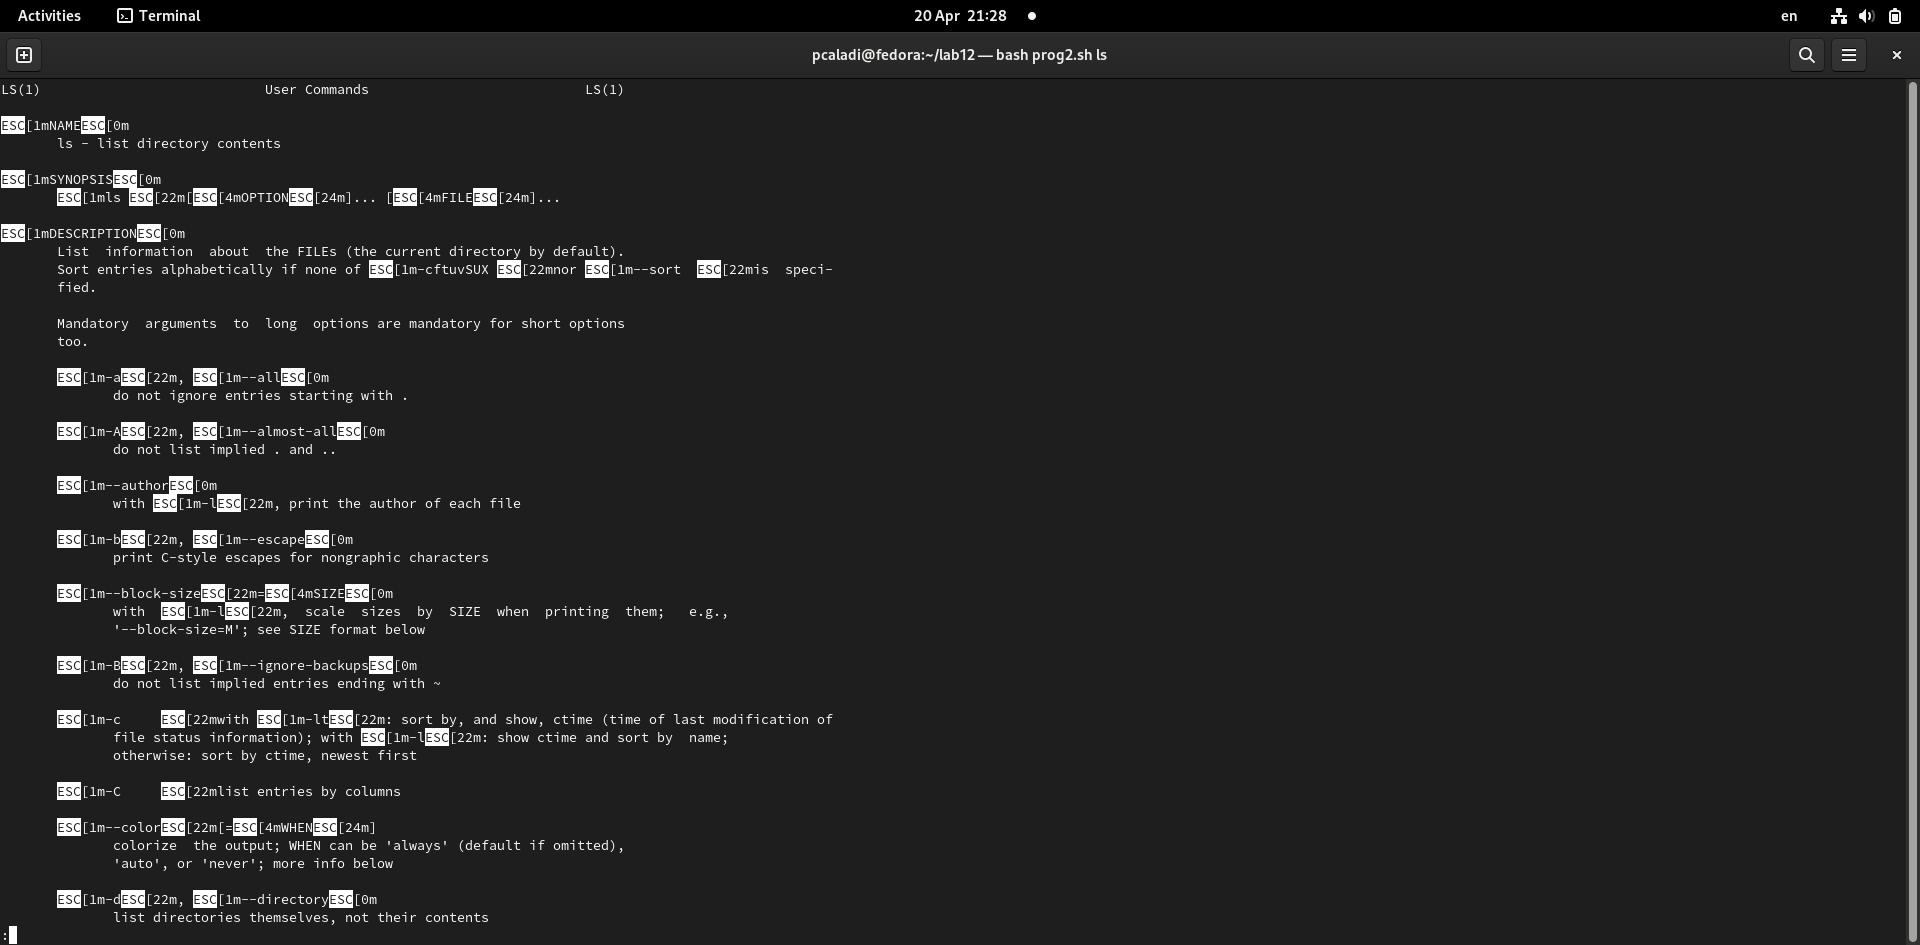 Activities Terminal 20 Apr 21:28 en
pcaladi@fedora:~/lab12 — bash prog2.sh ls
LS(1)                            User Commands                           LS(1)
ESC[1mNAMEESC[0m
       ls - list directory contents
ESC[1mSYNOPSISESC[0m
       ESC[1mls ESC[22m[ESC[4mOPTIONESC[24m]... [ESC[4mFILEESC[24m]...
ESC[1mDESCRIPTIONESC[0m
       List  information  about  the FILEs (the current directory by default).
       Sort entries alphabetically if none of ESC[1m-cftuvSUX ESC[22mnor ESC[1m--sort  ESC[22mis  speci-
       fied.
       Mandatory  arguments  to  long  options are mandatory for short options
       too.
       ESC[1m-aESC[22m, ESC[1m--allESC[0m
              do not ignore entries starting with .
       ESC[1m-AESC[22m, ESC[1m--almost-allESC[0m
              do not list implied . and ..
       ESC[1m--authorESC[0m
              with ESC[1m-lESC[22m, print the author of each file
       ESC[1m-bESC[22m, ESC[1m--escapeESC[0m
              print C-style escapes for nongraphic characters
       ESC[1m--block-sizeESC[22m=ESC[4mSIZEESC[0m
              with  ESC[1m-lESC[22m,  scale  sizes  by  SIZE  when  printing  them;   e.g.,
              '--block-size=M'; see SIZE format below
       ESC[1m-BESC[22m, ESC[1m--ignore-backupsESC[0m
              do not list implied entries ending with ~
       ESC[1m-c     ESC[22mwith ESC[1m-ltESC[22m: sort by, and show, ctime (time of last modification of
              file status information); with ESC[1m-lESC[22m: show ctime and sort by  name;
              otherwise: sort by ctime, newest first
       ESC[1m-C     ESC[22mlist entries by columns
       ESC[1m--colorESC[22m[=ESC[4mWHENESC[24m]
              colorize  the output; WHEN can be 'always' (default if omitted),
              'auto', or 'never'; more info below
       ESC[1m-dESC[22m, ESC[1m--directoryESC[0m
              list directories themselves, not their contents
: